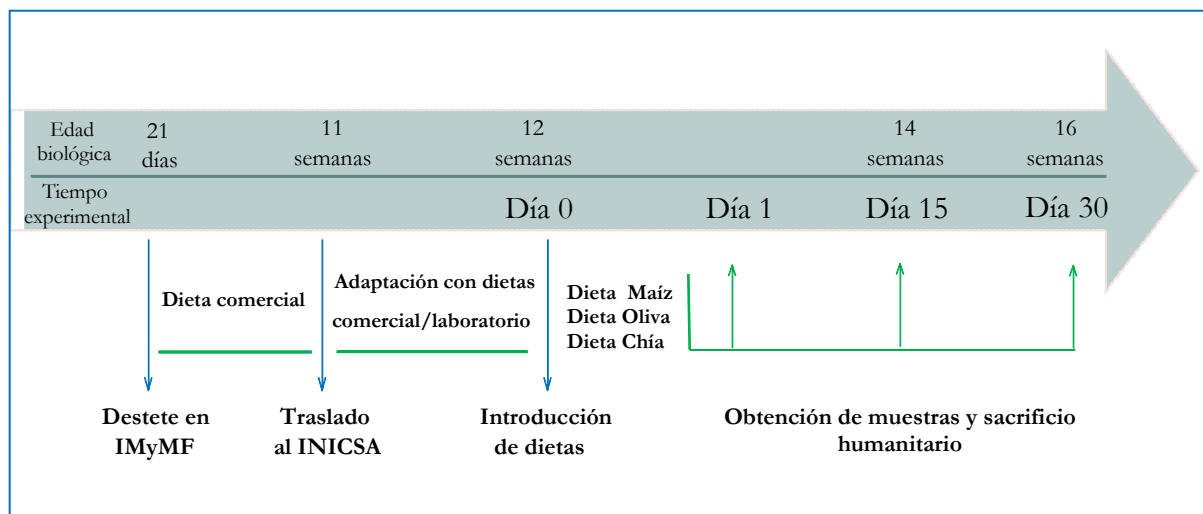 Edad biológica
21 días
11 semanas
12 semanas
14 semanas
16 semanas
Tiempo experimental
Día 0
Día 1
Día 15
Día 30
Dieta comercial
Adaptación con dietas
comercial/laboratorio
Dieta Maíz
Dieta Oliva
Dieta Chía
Destete en
IMyMF
Traslado
al INICSA
Introducción
de dietas
Obtención de muestras y sacrificio
humanitario